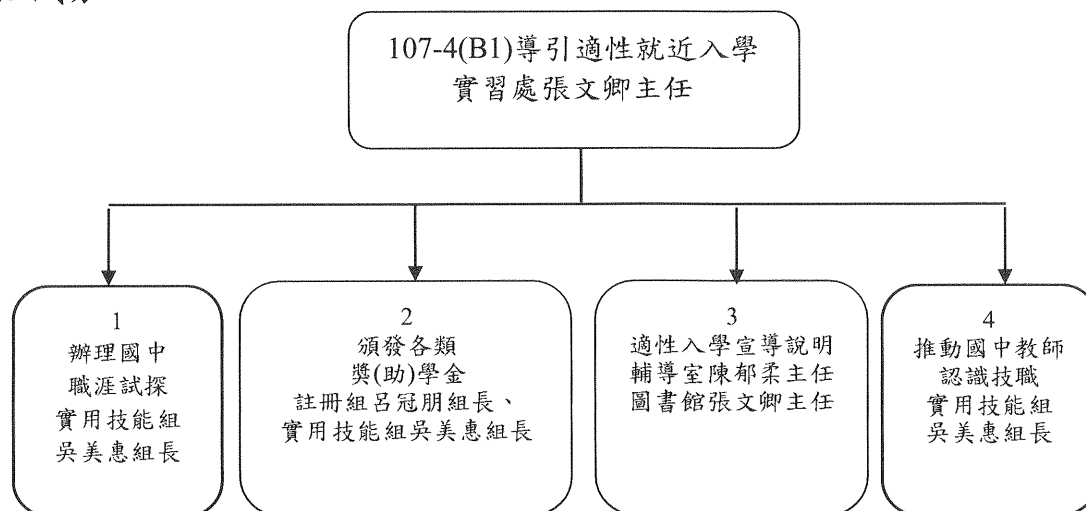 107-4(B1)導引適性就近入學
實習處張文卿主任
1
辦理國中
職涯試探
實用技能組
吳美惠組長
2
頒發各類
獎(助)學金
註冊組呂冠朋組長、
實用技能組吳美惠組長
3
適性入學宣導說明
輔導室陳郁柔主任
圖書館張文卿主任
4
推動國中教師
認識技職
實用技能組
吳美惠組長